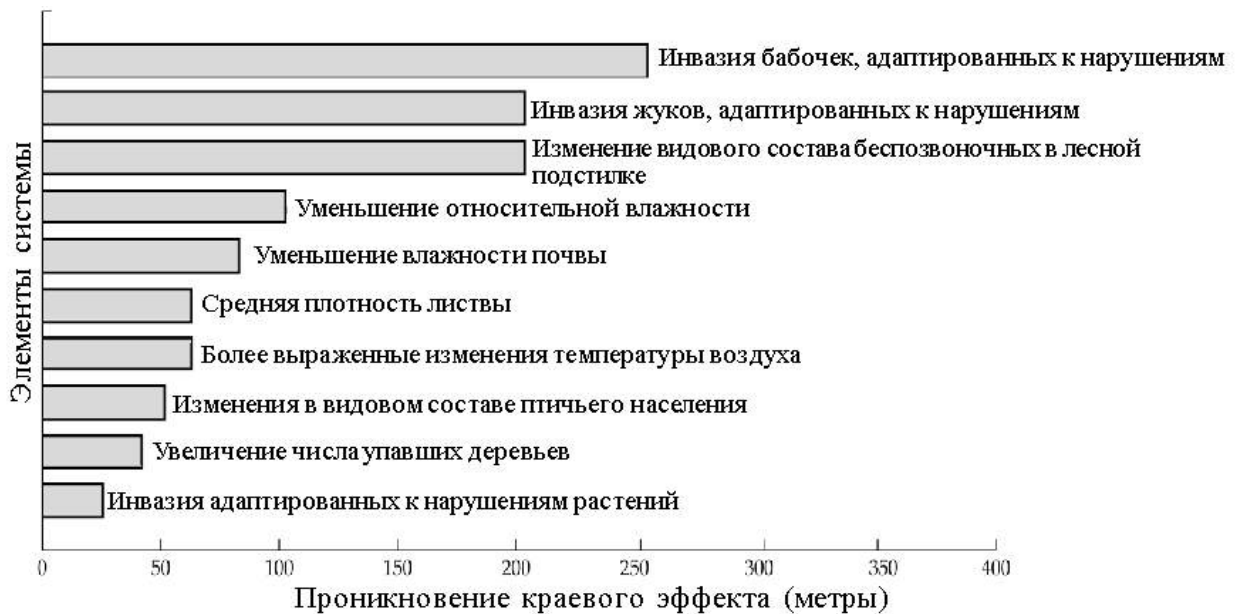 Инвазия бабочек, адаптированных к нарушениям
Инвазия жуков, адаптированных к нарушениям
Изменение видового состава беспозвоночных в лесной
подстилке
Уменьшение относительной влажности
Уменьшение влажности почвы
Средняя плотность листвы
Более выраженные изменения температуры воздуха
Изменения в видовом составе птичьего населения
Увеличение числа упавших деревьев
Инвазия адаптированных к нарушениям растений
Элементы системы
0 50 100 150 200 250 300 350 400
Проникновение краевого эффекта (метры)